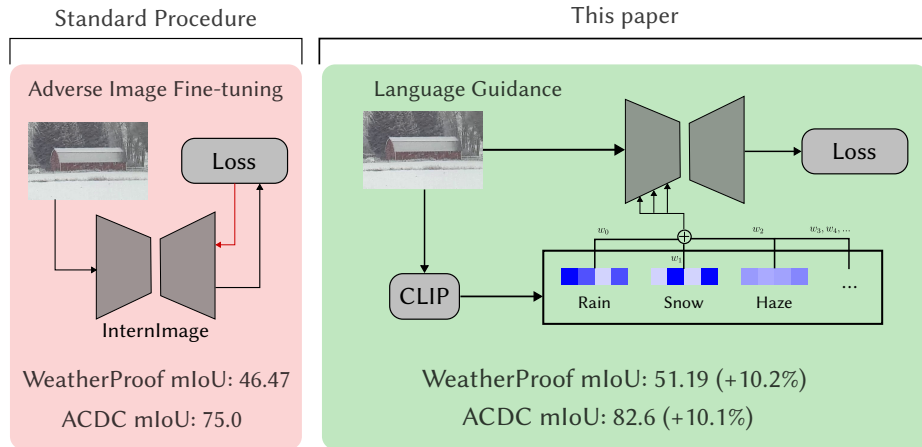 Standard Procedure
This paper
Adverse Image Fine-tuning
Loss
InternImage
WeatherProof mIoU: 46.47
ACDC mIoU: 75.0
Language Guidance
Loss
CLIP
w₀
w₁
w₂
w₃, w₄, ...
Rain
Snow
Haze
...
WeatherProof mIoU: 51.19 (+10.2%)
ACDC mIoU: 82.6 (+10.1%)